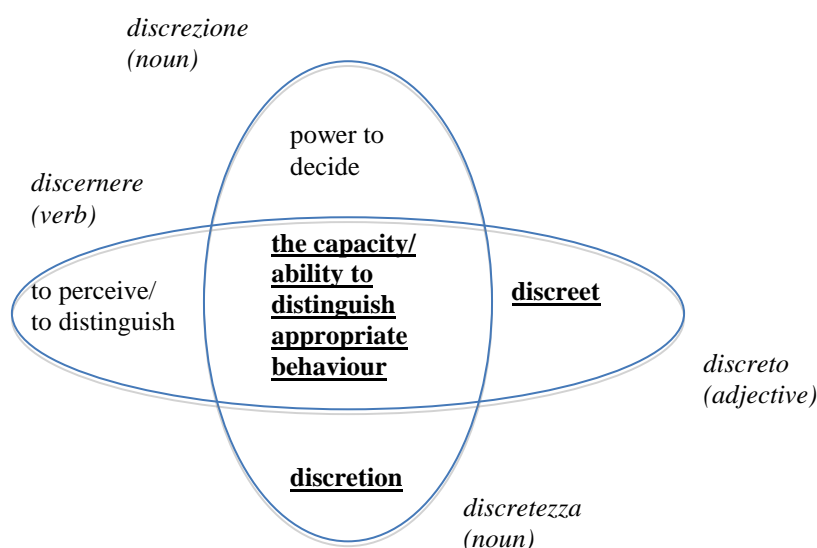 discrezione
(noun)
power to
decide
discernere
(verb)
the capacity/
ability to
distinguish
appropriate
behaviour
to perceive/
to distinguish
discreet
discreto
(adjective)
discretion
discretezza
(noun)